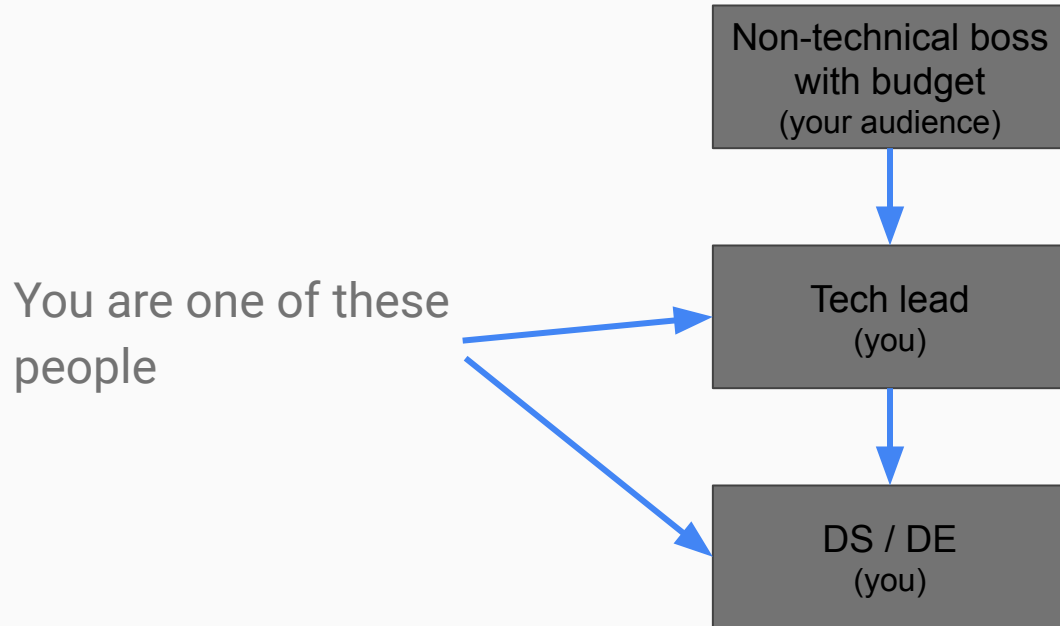 Non-technical boss
with budget
(your audience)
You are one of these
people
Tech lead
(you)
DS / DE
(you)